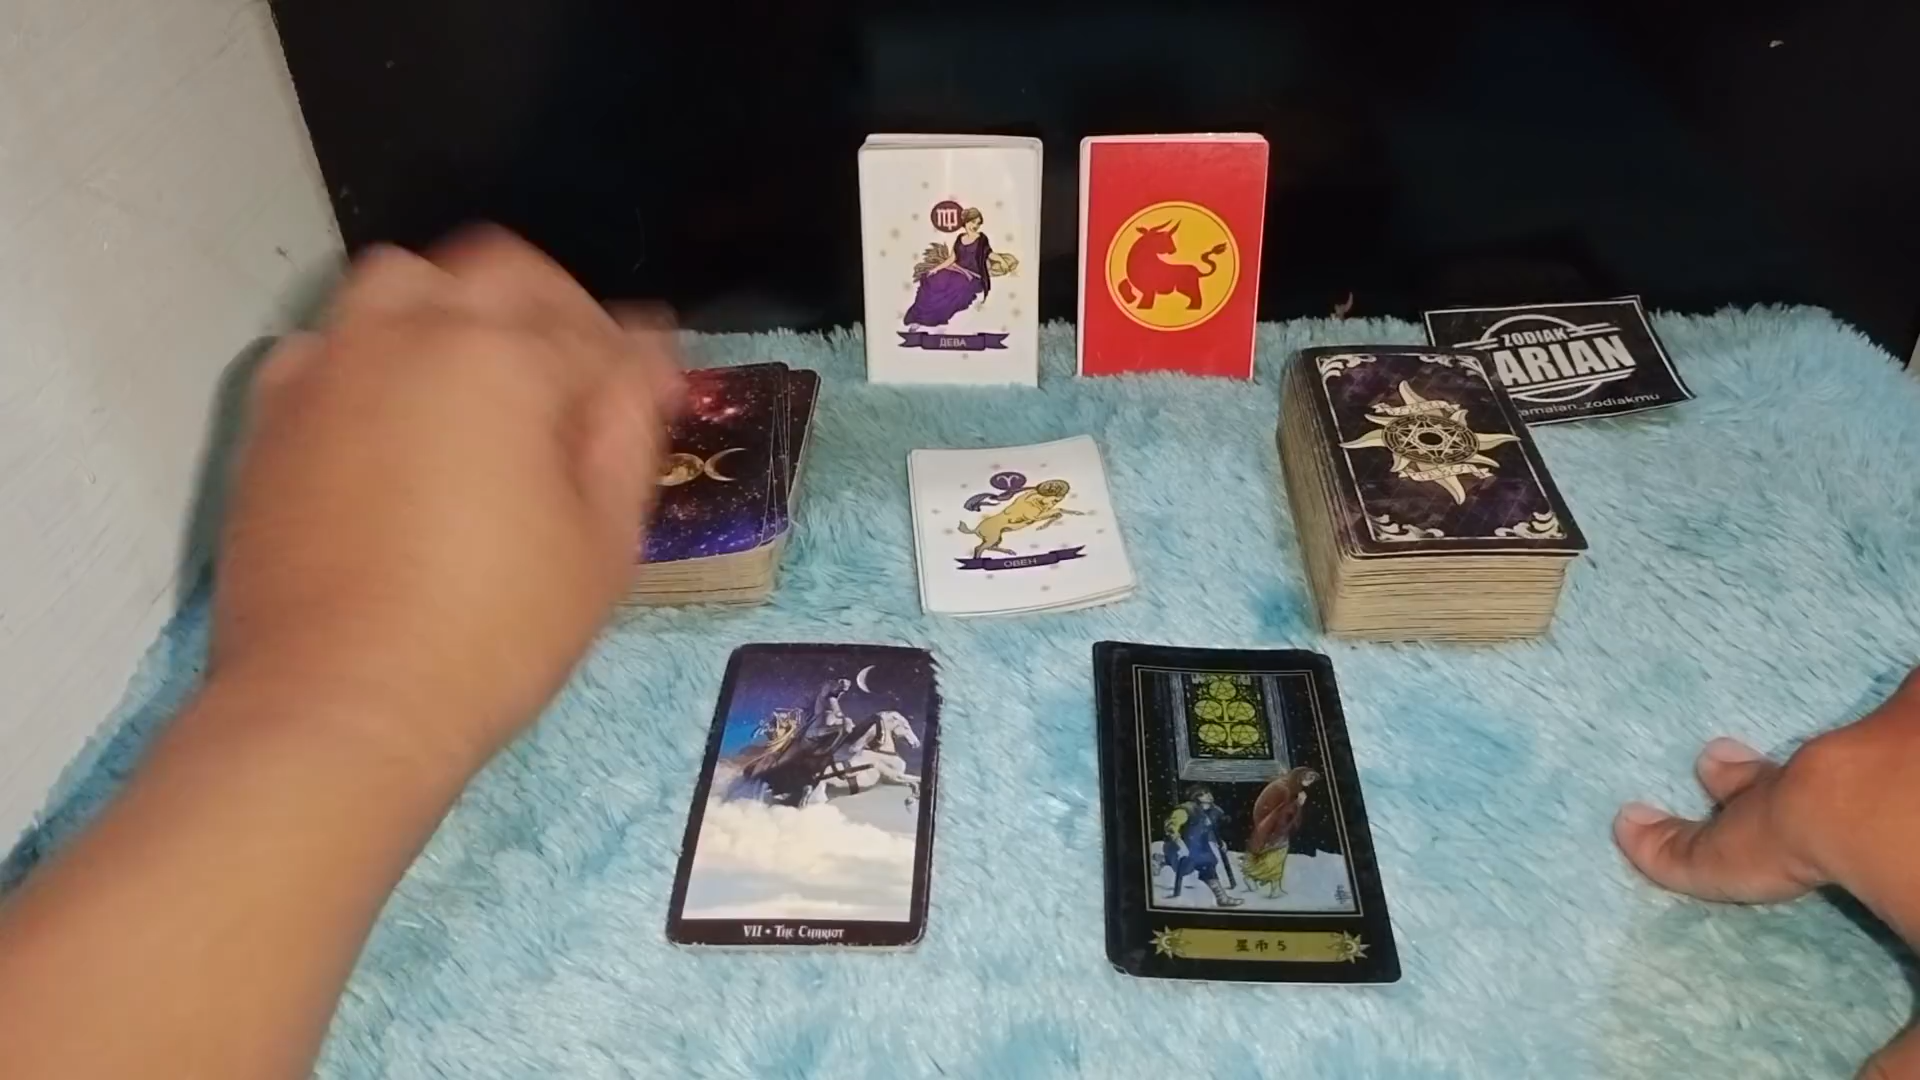 ДЕВА
ZODIAK
ARIAN
amalan_zodiakmu
ОВЕН
VII • The Chariot
星币 5